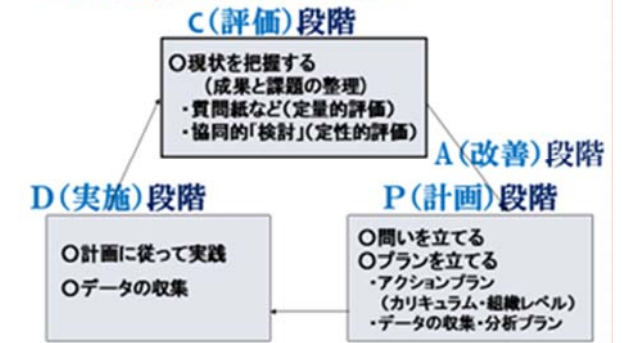 C(評価)段階
○現状を把握する
(成果と課題の整理)
・質問紙など(定量的評価)
・協同的「検討」(定性的評価)
A(改善)段階
D(実施)段階
○計画に従って実践
○データの収集
P(計画)段階
○問いを立てる
○プランを立てる
・アクションプラン
(カリキュラム・組織レベル)
・データの収集・分析プラン